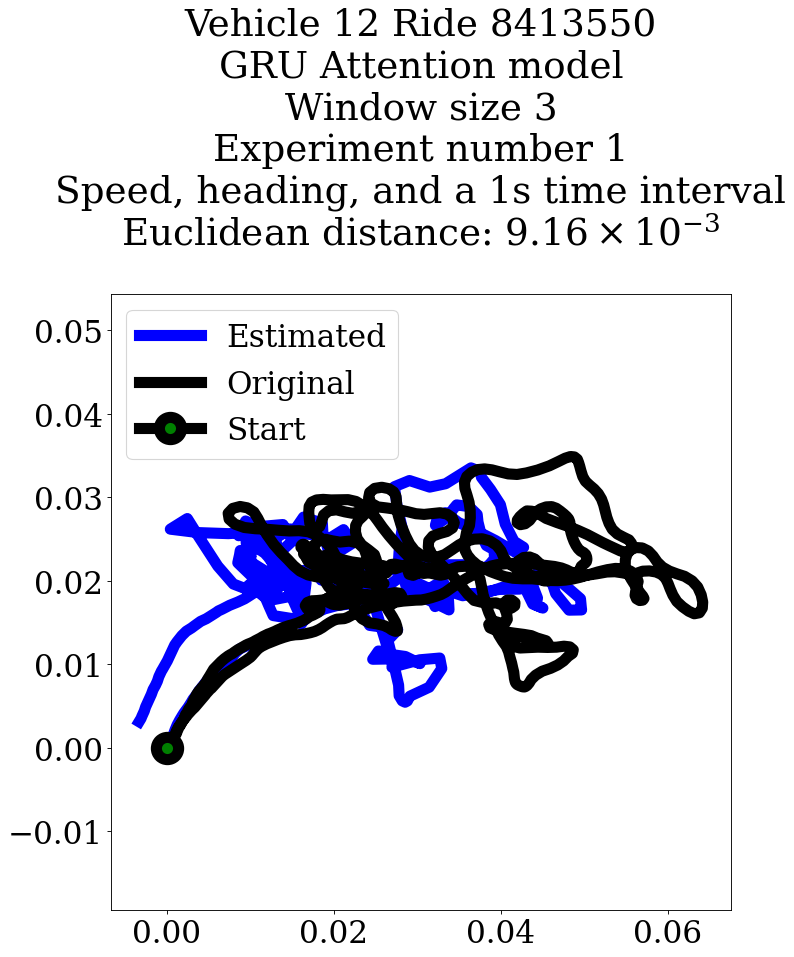 Vehicle 12 Ride 8413550
GRU Attention model
Window size 3
Experiment number 1
Speed, heading, and a 1s time interval
Euclidean distance: 9.16 × 10⁻³
Estimated
Original
Start
0.05
0.04
0.03
0.02
0.01
0.00
−0.01
0.00 0.02 0.04 0.06